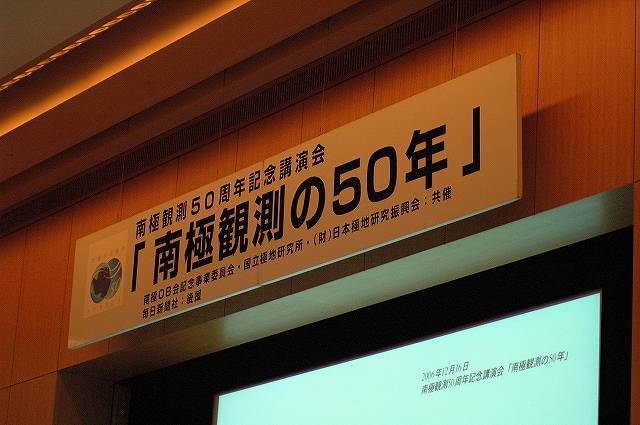 南極観測50周年記念講演会
「南極観測の50年」
南極OB会記念事業委員会・国立極地研究所・(財)日本極地研究振興会：共催
毎日新聞社：後援
2006年12月16日
南極観測50周年記念講演会「南極観測の50年」